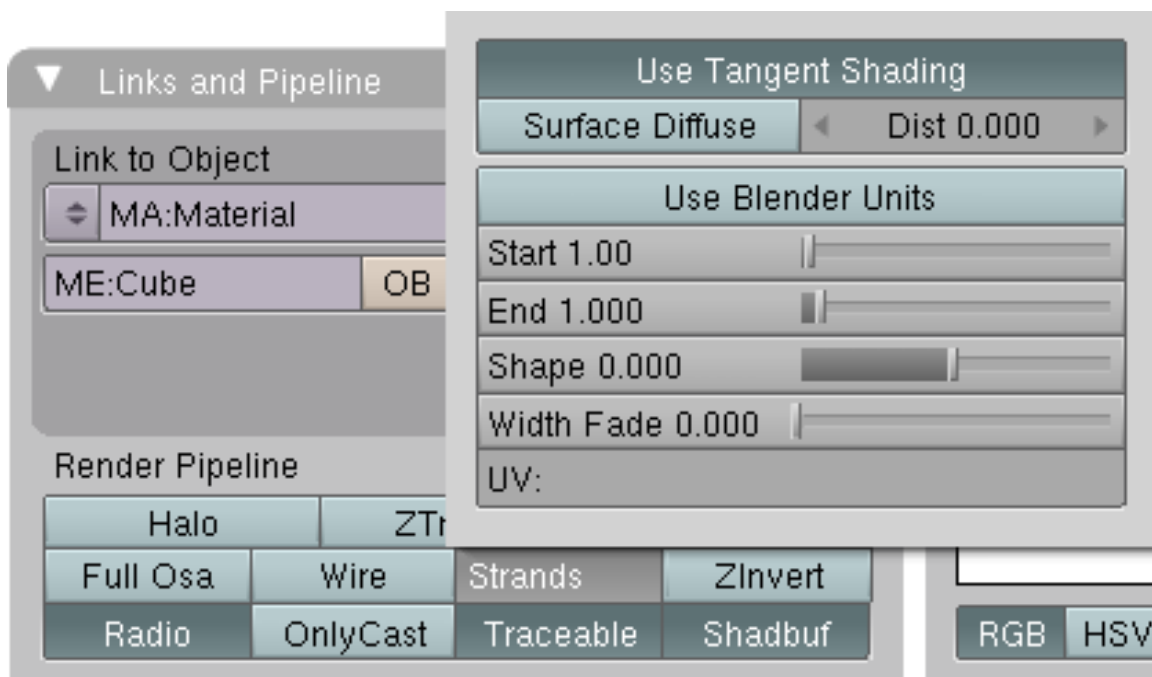 Links and Pipeline
Link to Object
MA:Material
ME:Cube OB
Render Pipeline
Halo
Full Osa Wire Strands ZInvert
Radio OnlyCast Traceable Shadbuf
Use Tangent Shading
Surface Diffuse Dist 0.000
Use Blender Units
Start 1.00
End 1.000
Shape 0.000
Width Fade 0.000
UV:
RGB HSV